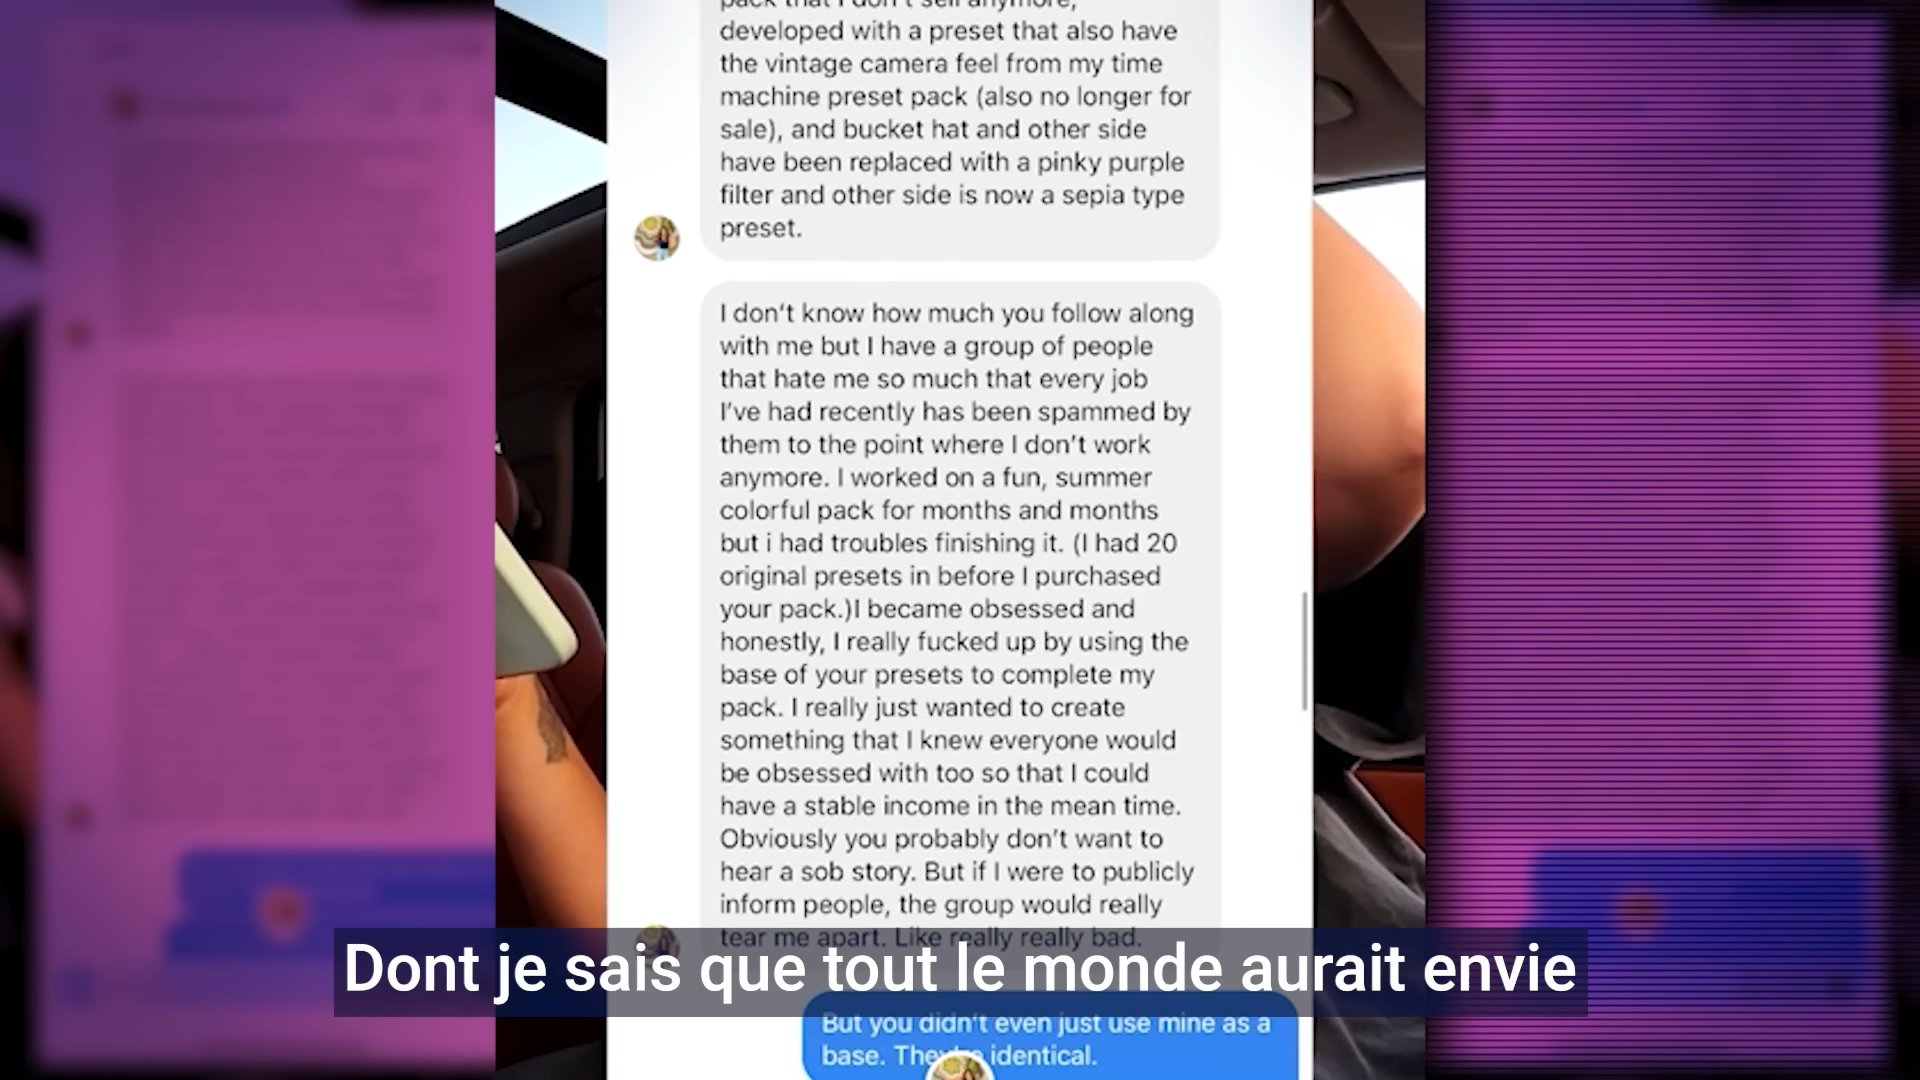 pack that I don't sell anymore,
developed with a preset that also have
the vintage camera feel from my time
machine preset pack (also no longer for
sale), and bucket hat and other side
have been replaced with a pinky purple
filter and other side is now a sepia type
preset.
I don't know how much you follow along
with me but I have a group of people
that hate me so much that every job
I've had recently has been spammed by
them to the point where I don't work
anymore. I worked on a fun, summer
colorful pack for months and months
but i had troubles finishing it. (I had 20
original presets in before I purchased
your pack.)I became obsessed and
honestly, I really fucked up by using the
base of your presets to complete my
pack. I really just wanted to create
something that I knew everyone would
be obsessed with too so that I could
have a stable income in the mean time.
Obviously you probably don't want to
hear a sob story. But if I were to publicly
inform people, the group would really
tear me apart. Like really really bad.
Dont je sais que tout le monde aurait envie
But you didn't even just use mine as a
base. They're identical.